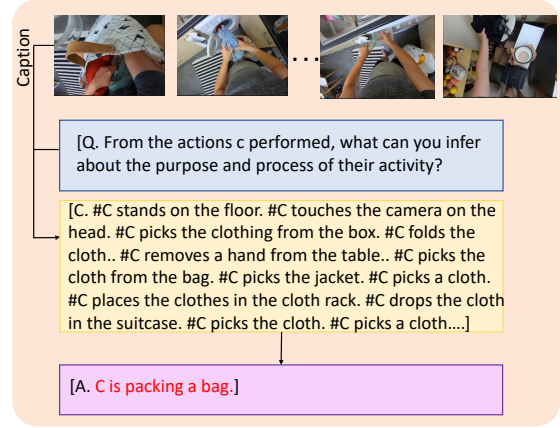 Caption
...
[Q. From the actions c performed, what can you infer
about the purpose and process of their activity?
[C. #C stands on the floor. #C touches the camera on the
head. #C picks the clothing from the box. #C folds the
cloth.. #C removes a hand from the table.. #C picks the
cloth from the bag. #C picks the jacket. #C picks a cloth.
#C places the clothes in the cloth rack. #C drops the cloth
in the suitcase. #C picks the cloth. #C picks a cloth....]
[A. C is packing a bag.]